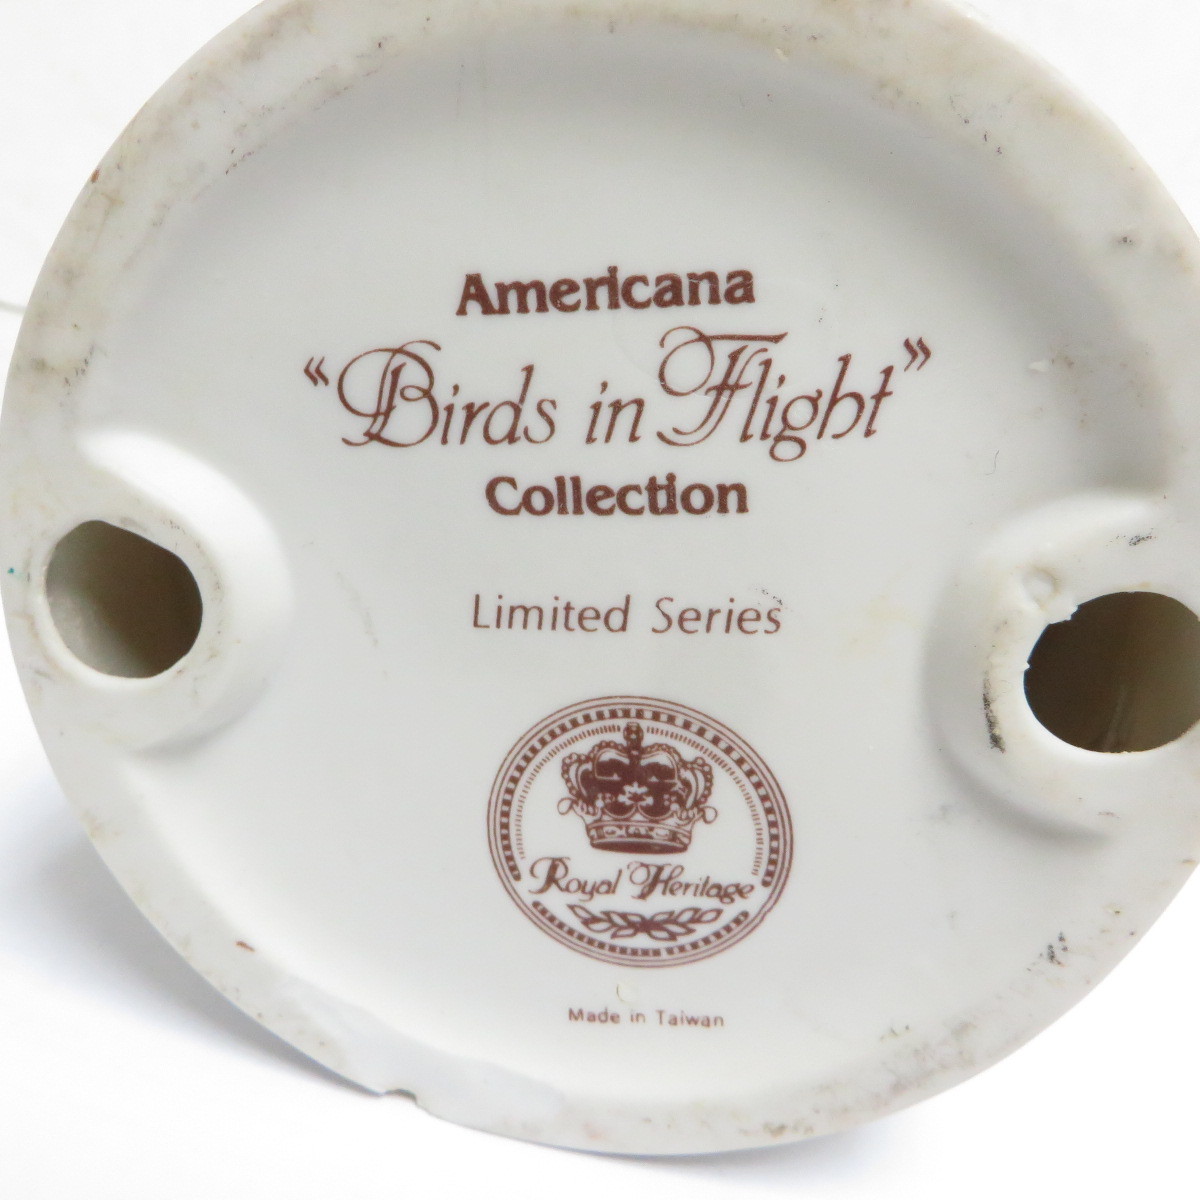 Americana
“Birds in Flight”
Collection
Limited Series
Royal Heritage
Made in Taiwan